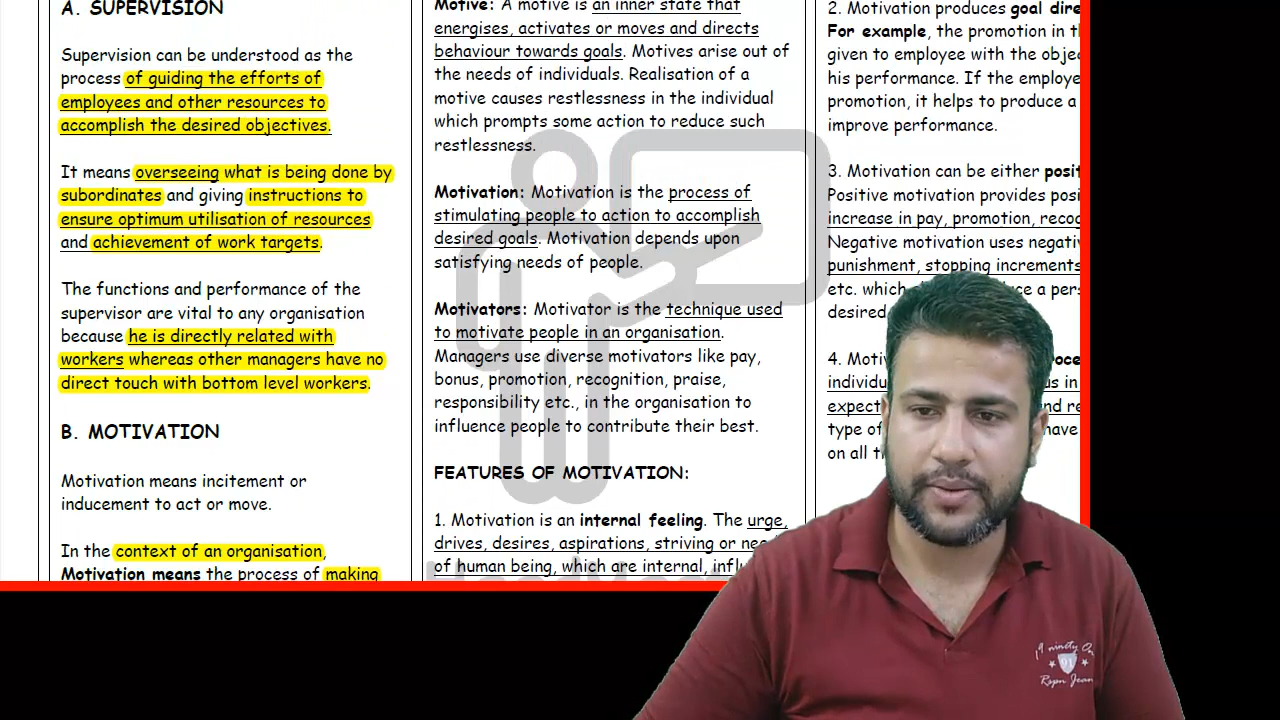 A. SUPERVISION
Supervision can be understood as the
process of guiding the efforts of
employees and other resources to
accomplish the desired objectives.
It means overseeing what is being done by
subordinates and giving instructions to
ensure optimum utilisation of resources
and achievement of work targets.
The functions and performance of the
supervisor are vital to any organisation
because he is directly related with
workers whereas other managers have no
direct touch with bottom level workers.
B. MOTIVATION
Motivation means incitement or
inducement to act or move.
In the context of an organisation,
Motivation means the process of making
Motive: A motive is an inner state that
energises, activates or moves and directs
behaviour towards goals. Motives arise out of
the needs of individuals. Realisation of a
motive causes restlessness in the individual
which prompts some action to reduce such
restlessness.
Motivation: Motivation is the process of
stimulating people to action to accomplish
desired goals. Motivation depends upon
satisfying needs of people.
Motivators: Motivator is the technique used
to motivate people in an organisation.
Managers use diverse motivators like pay,
bonus, promotion, recognition, praise,
responsibility etc., in the organisation to
influence people to contribute their best.
FEATURES OF MOTIVATION:
1. Motivation is an internal feeling. The urge,
drives, desires, aspirations, striving or
of human being, which are internal,
2. Motivation produces goal
For example, the promotion in
given to employee with the
his performance. If the
promotion, it helps to produce a
improve performance.
3. Motivation can be either
Positive motivation provides
increase in pay, promotion,
Negative motivation uses
punishment, stopping increments
etc. which a
desired
4.
in
type of have
on all